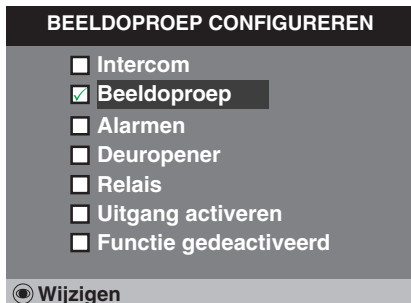 BEELDOPROEP CONFIGUREREN
Intercom
Beeldoproep
Alarmen
Deuropener
Relais
Uitgang activeren
Functie gedeactiveerd
Wijzigen